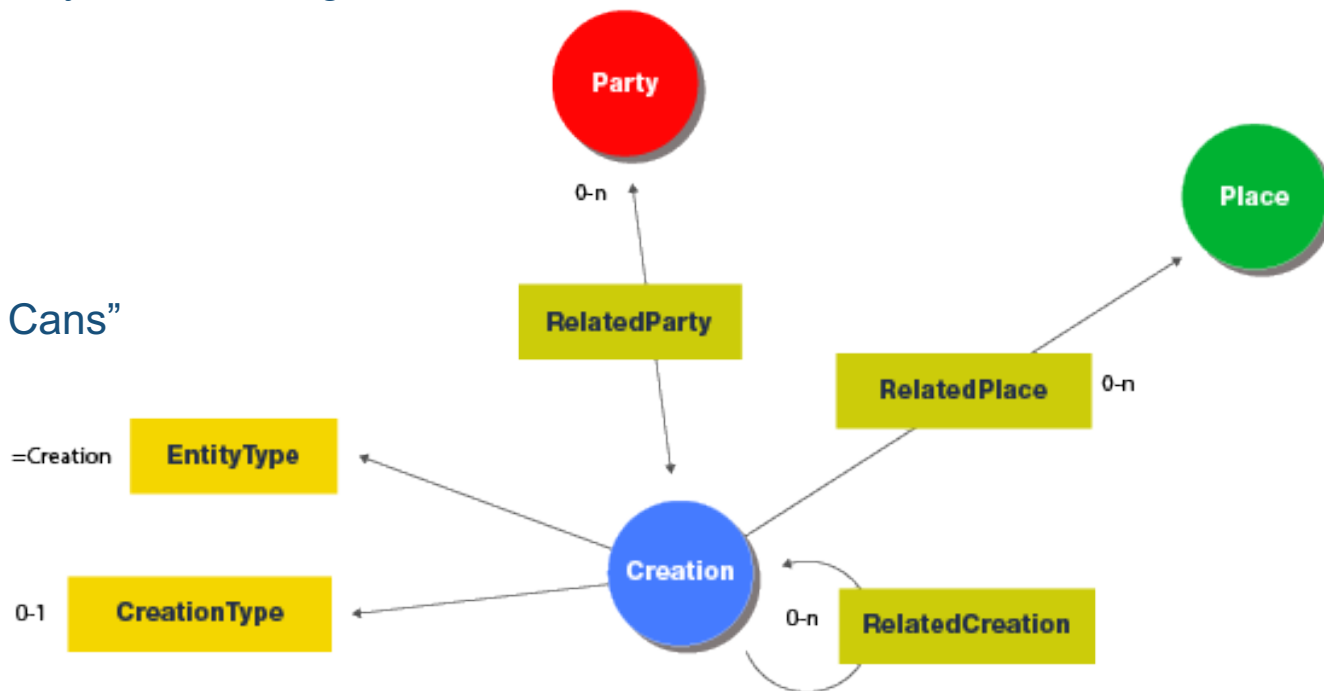 Party
0-n
Place
RelatedParty
Cans”
RelatedPlace
0-n
=Creation
EntityType
Creation
0-1
CreationType
0-n
RelatedCreation